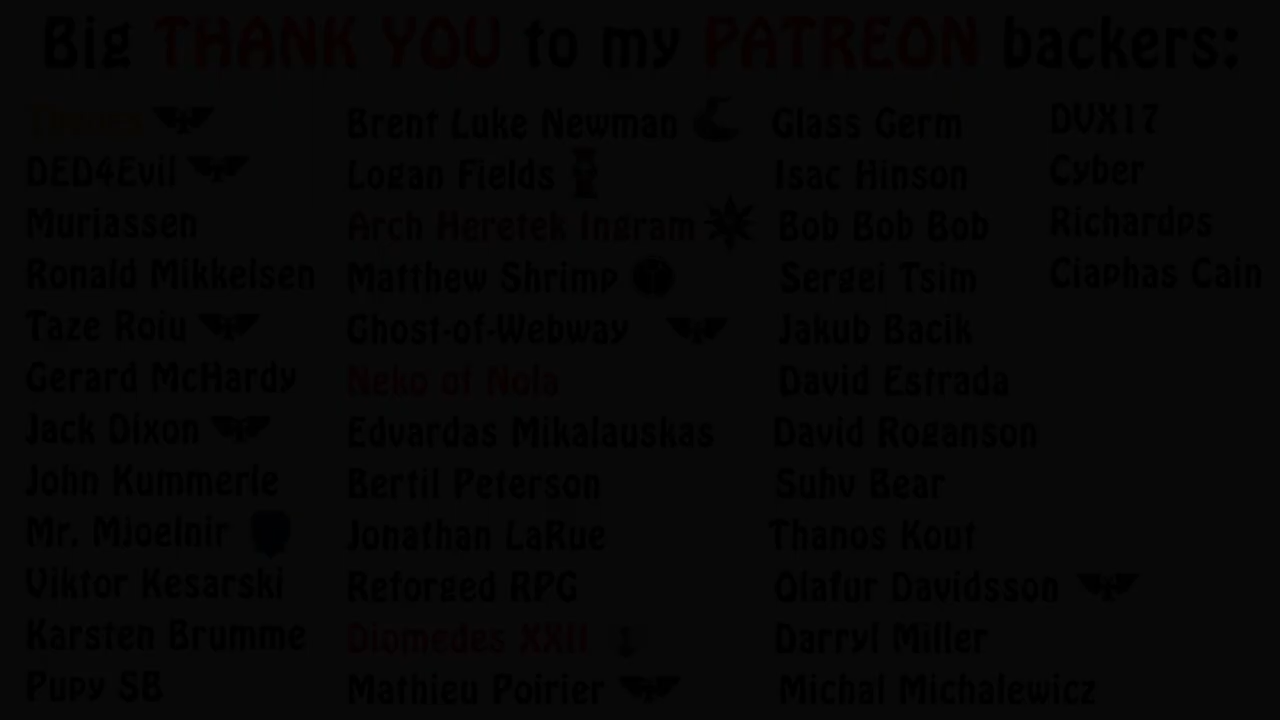 Big THANK YOU to my PATREON backers:
DED4Evil
Muriassen
Ronald Mikkelsen
Taze Roiu
Gerard McHardy
Jack Dixon
John Kummerle
Mr. Mjoelnir
Viktor Kesarski
Karsten Brumme
Pupy SB
Brent Luke Newman
Logan Fields
Arch Heretek Ingram
Matthew Shrimp
Ghost-of-Webway
Neko of Nola
Edvardas Mikalauskas
Bertil Peterson
Jonathan LaRue
Reforged RPG
Diomedes XXII
Mathieu Poirier
Glass Germ
Isac Hinson
Bob Bob Bob
Sergei Tsim
Jakub Bacik
David Estrada
David Roganson
Suhv Bear
Thanos Kout
Olafur Davidsson
Darryl Miller
Michal Michalewicz
DVX17
Cyber
Richardps
Ciaphas Cain